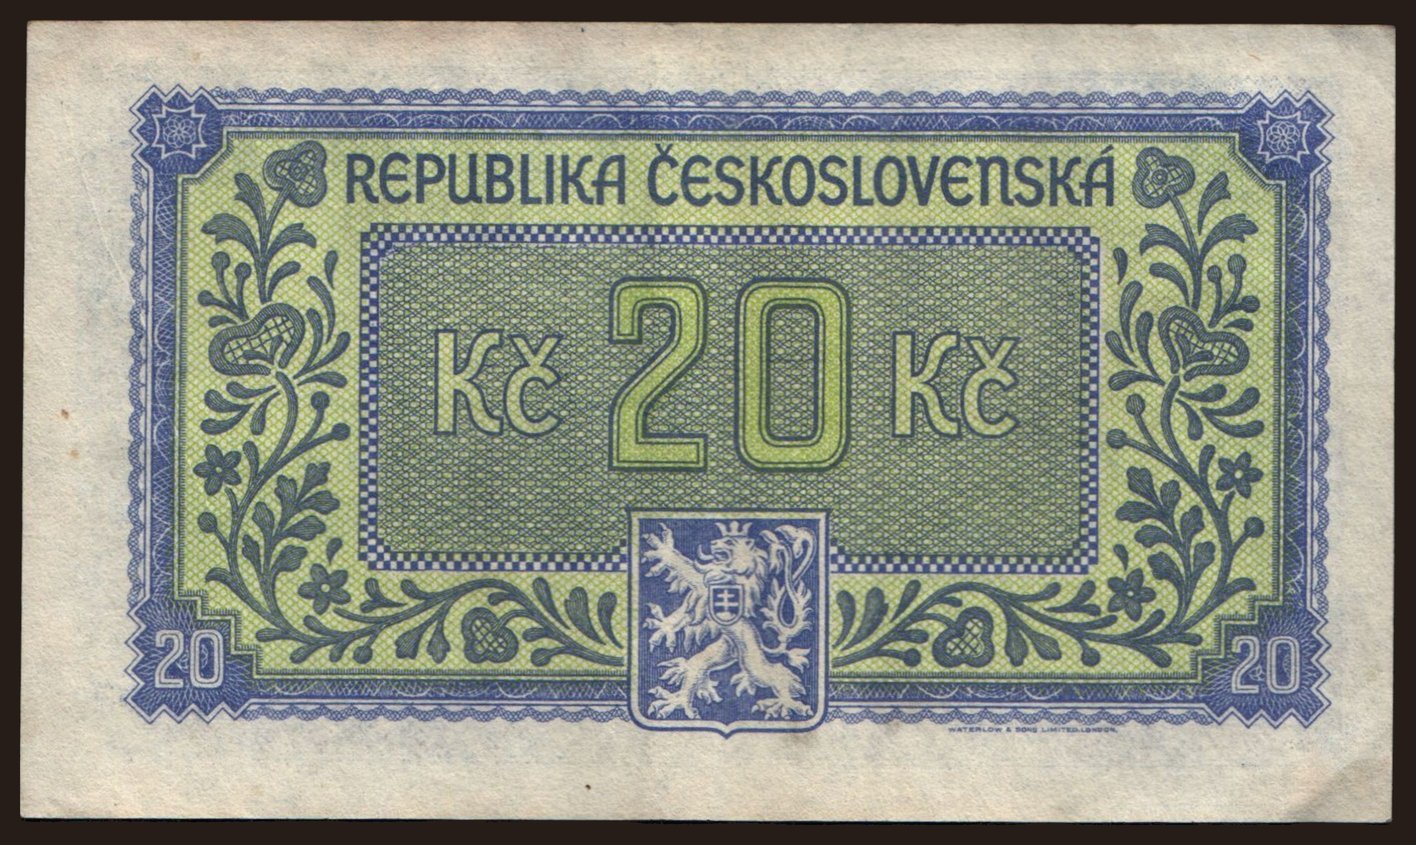 REPUBLIKA ČESKOSLOVENSKÁ
Kč 20 Kč
20 20
WATERLOW & SONS LIMITED, LONDON.